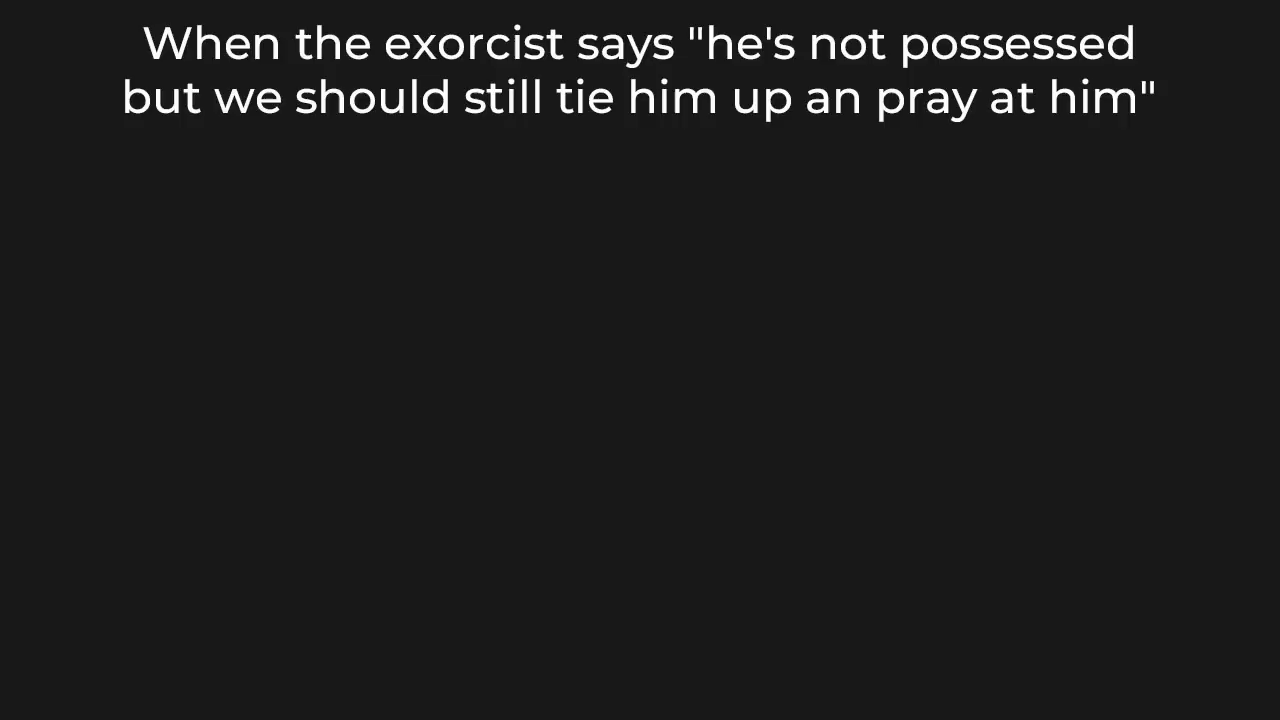 When the exorcist says "he's not possessed
but we should still tie him up an pray at him"